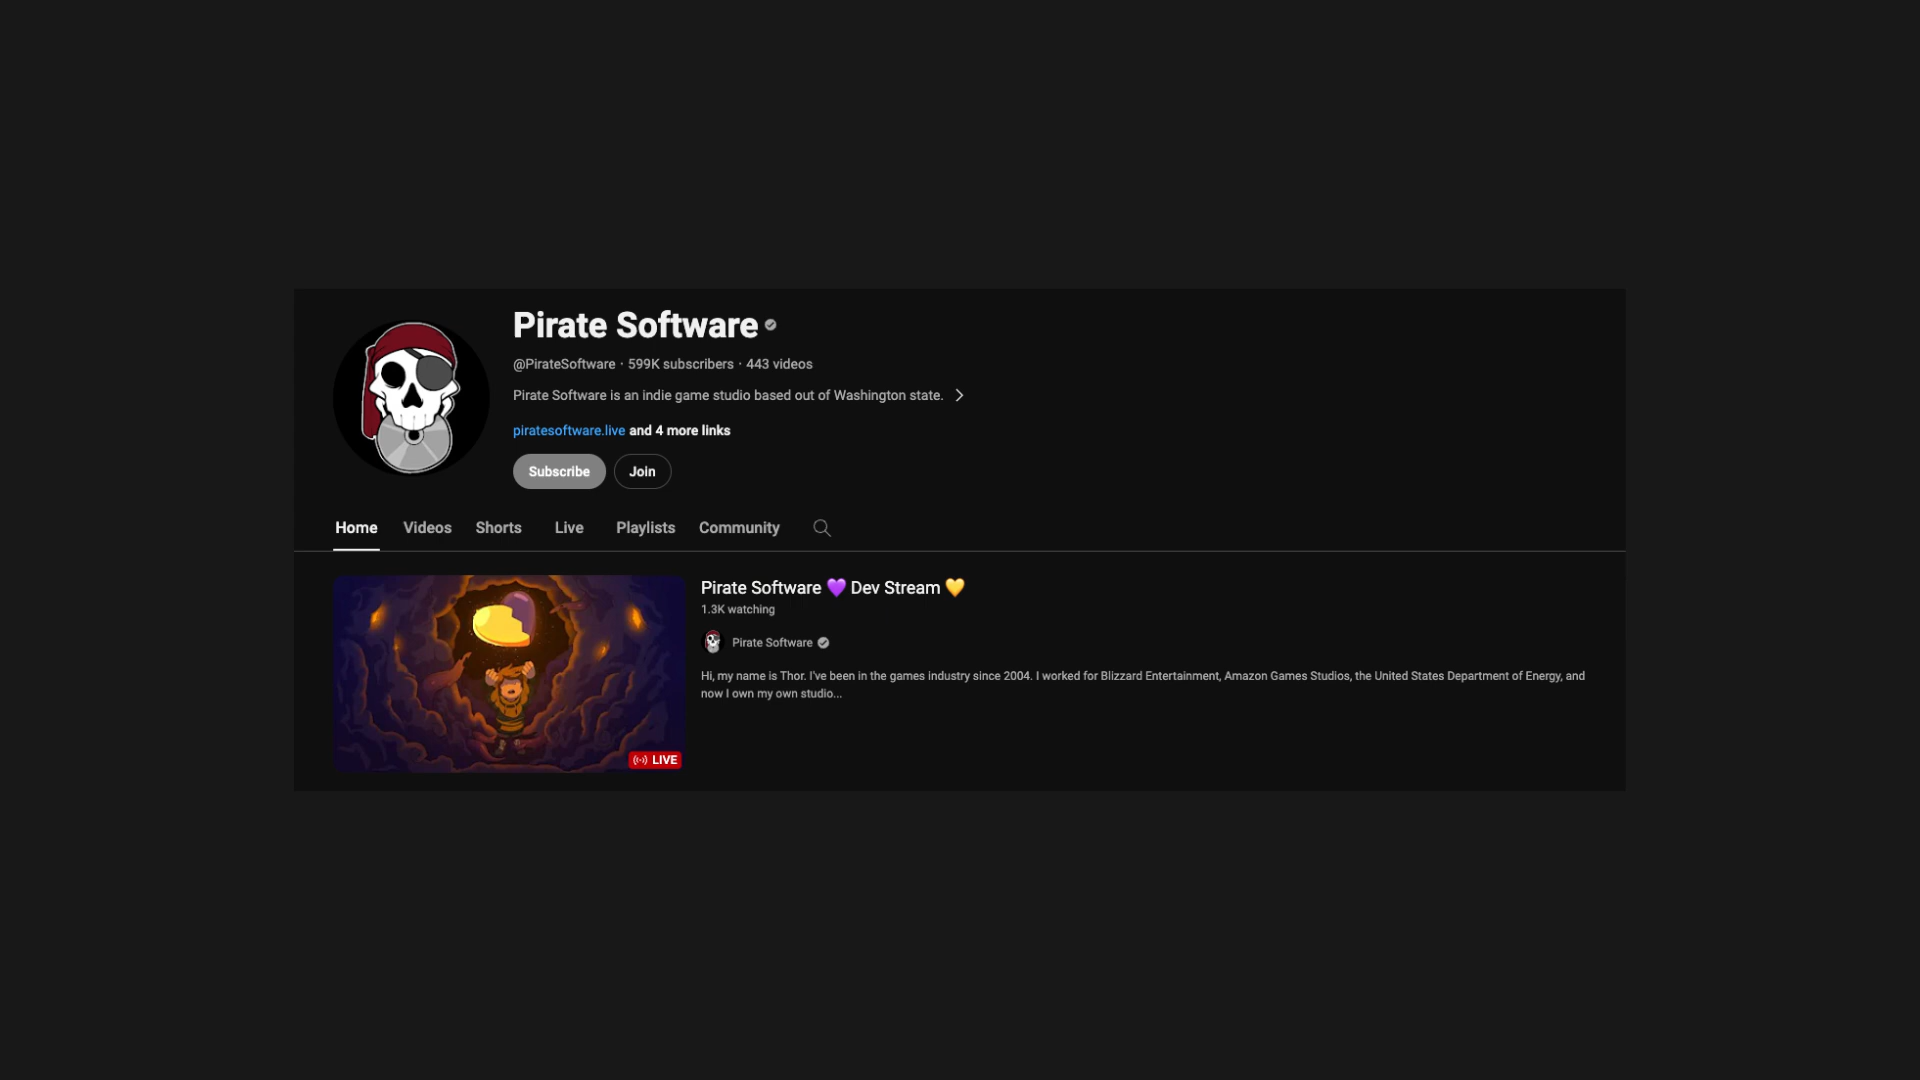 Pirate Software
@PirateSoftware · 599K subscribers · 443 videos
Pirate Software is an indie game studio based out of Washington state.
piratesoftware.live and 4 more links
Subscribe Join
Home Videos Shorts Live Playlists Community
Pirate Software 💜 Dev Stream 💛
1.3K watching
Pirate Software
Hi, my name is Thor. I've been in the games industry since 2004. I worked for Blizzard Entertainment, Amazon Games Studios, the United States Department of Energy, and
now I own my own studio...
LIVE